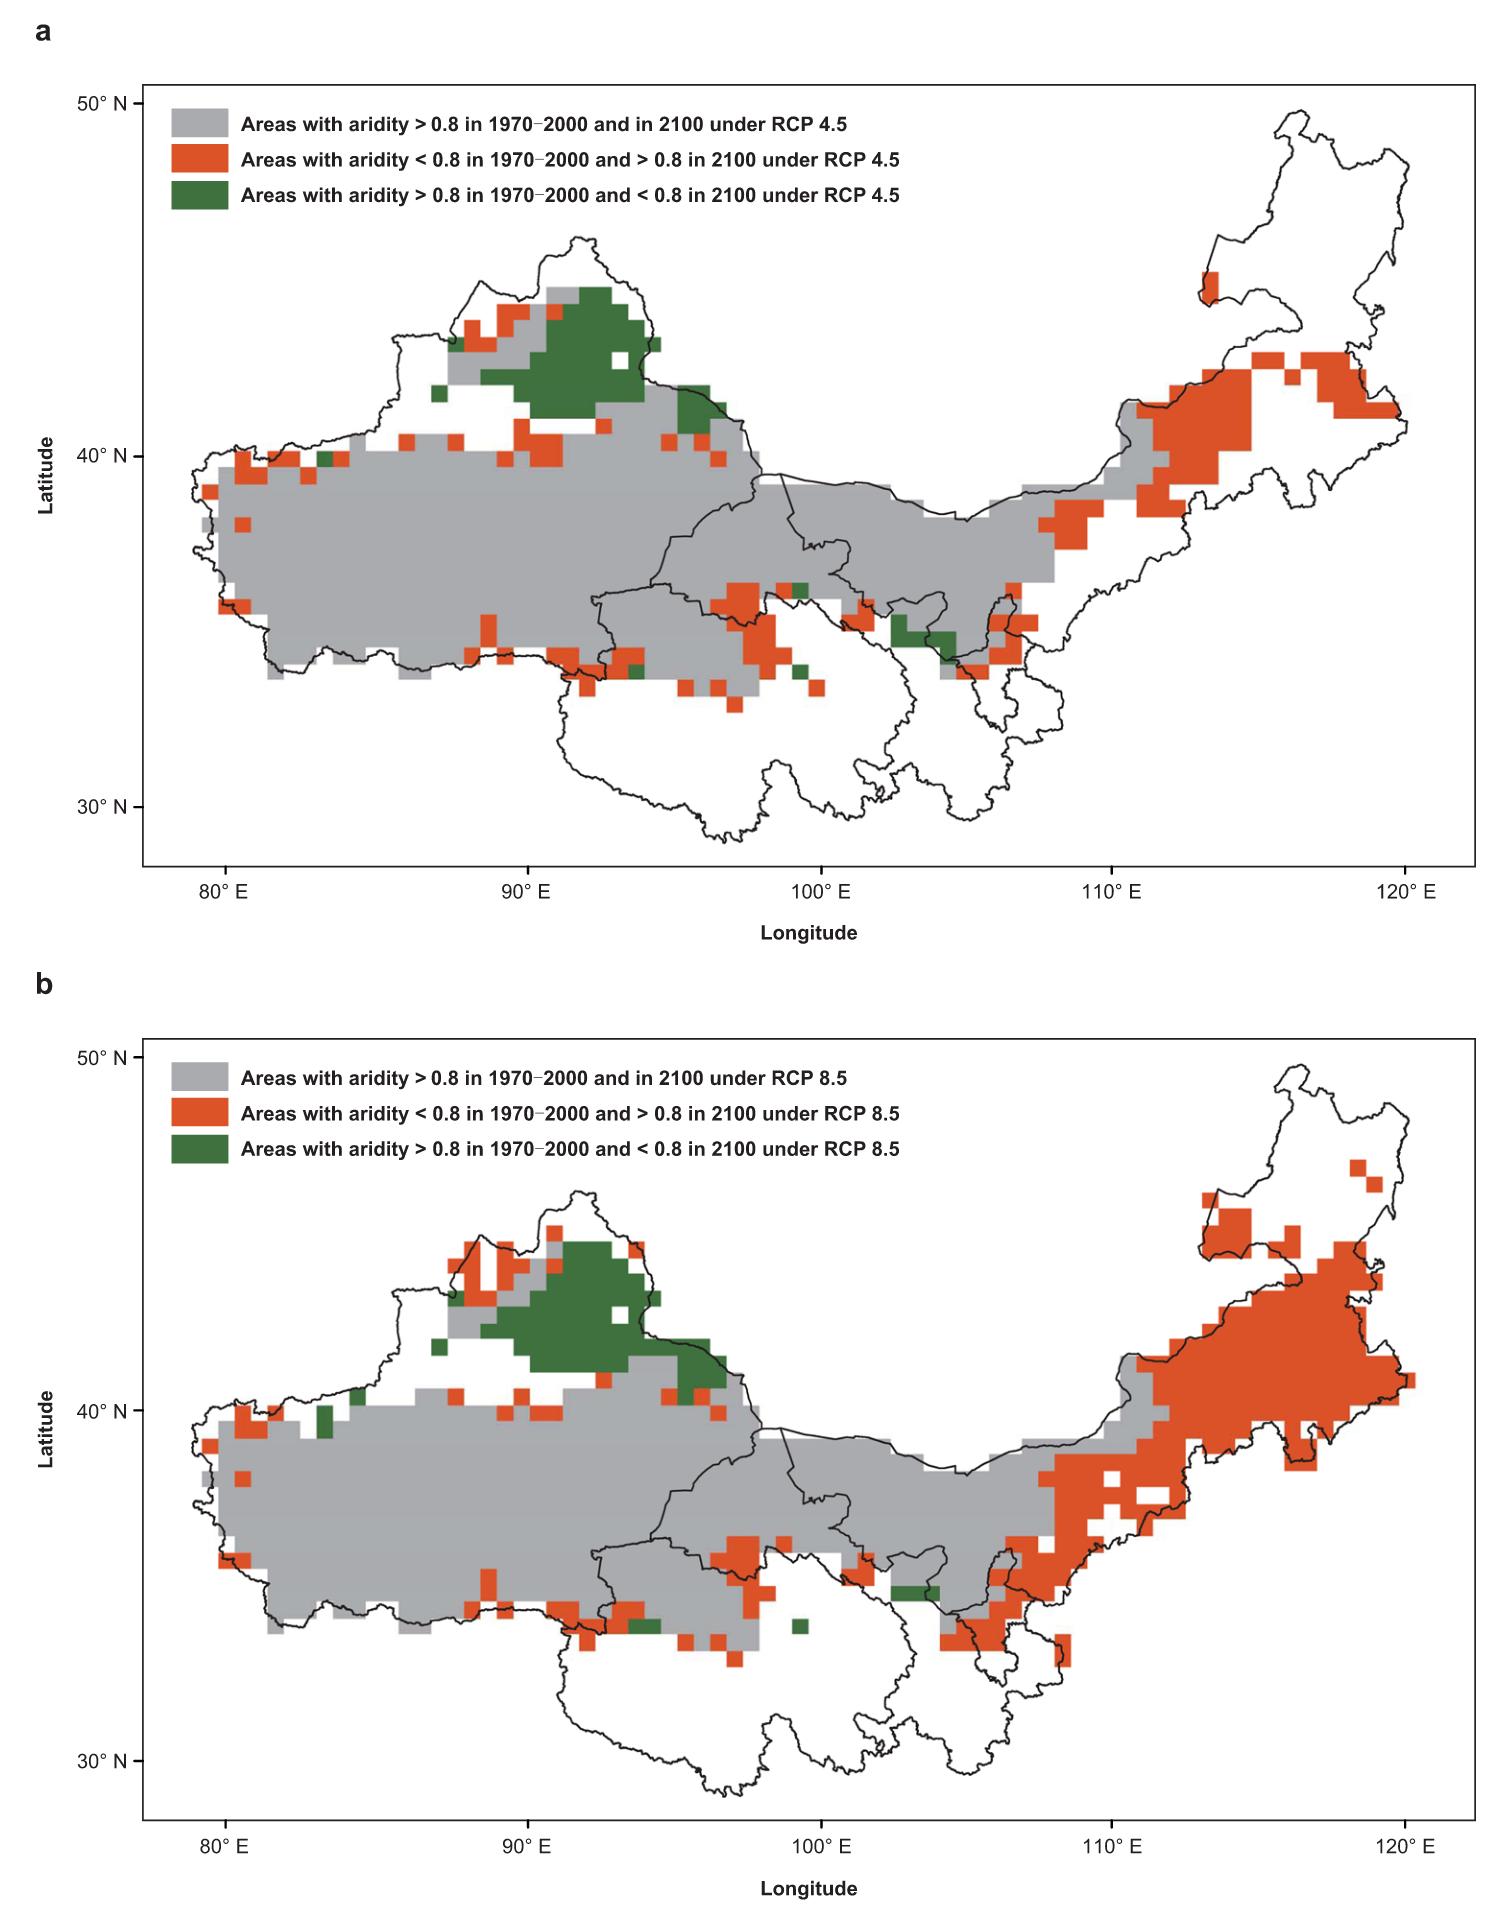 a
50° N
Areas with aridity > 0.8 in 1970–2000 and in 2100 under RCP 4.5
Areas with aridity < 0.8 in 1970–2000 and > 0.8 in 2100 under RCP 4.5
Areas with aridity > 0.8 in 1970–2000 and < 0.8 in 2100 under RCP 4.5
40° N
Latitude
30° N
80° E 90° E 100° E 110° E 120° E
Longitude
b
50° N
Areas with aridity > 0.8 in 1970–2000 and in 2100 under RCP 8.5
Areas with aridity < 0.8 in 1970–2000 and > 0.8 in 2100 under RCP 8.5
Areas with aridity > 0.8 in 1970–2000 and < 0.8 in 2100 under RCP 8.5
40° N
Latitude
30° N
80° E 90° E 100° E 110° E 120° E
Longitude